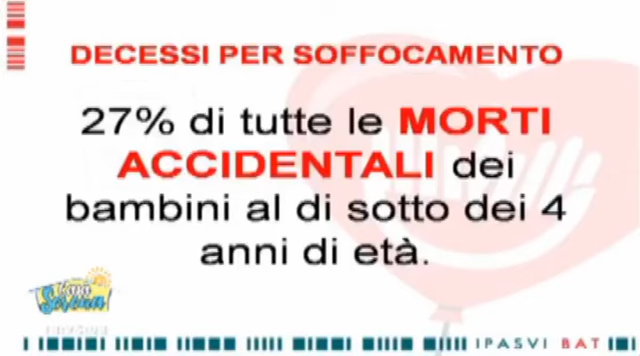 DECESSI PER SOFFOCAMENTO
27% di tutte le MORTI
ACCIDENTALI dei
bambini al di sotto dei 4
anni di età.
IPASVI BAT